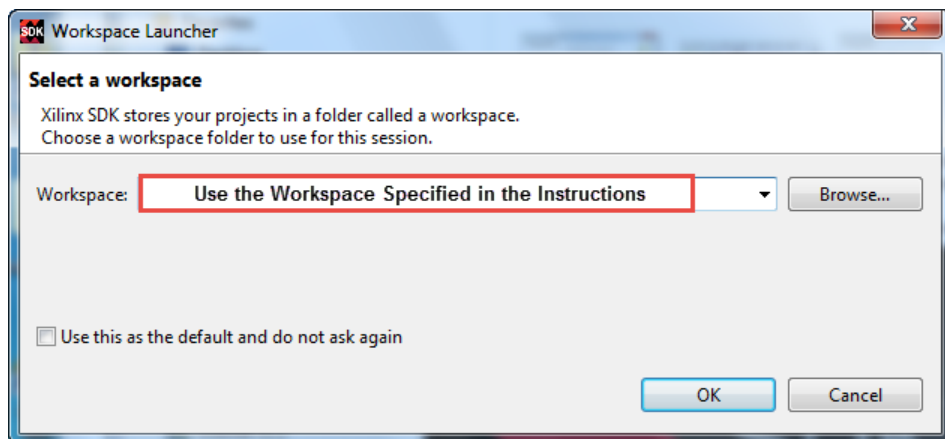 SDK Workspace Launcher
Select a workspace
Xilinx SDK stores your projects in a folder called a workspace.
Choose a workspace folder to use for this session.
Workspace: Use the Workspace Specified in the Instructions Browse...
Use this as the default and do not ask again
OK Cancel